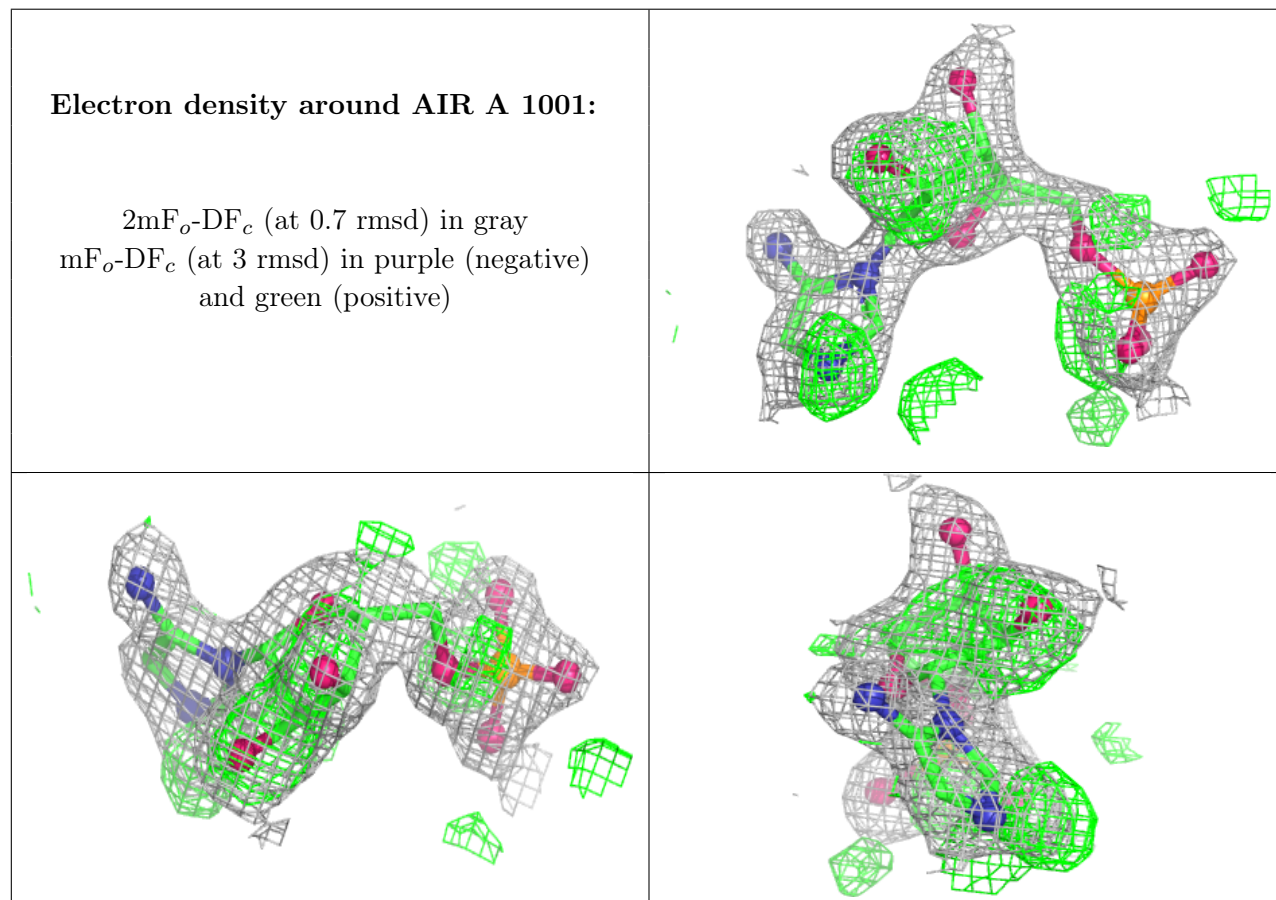 Electron density around AIR A 1001:
2mFo-DFc (at 0.7 rmsd) in gray
mFo-DFc (at 3 rmsd) in purple (negative)
and green (positive)